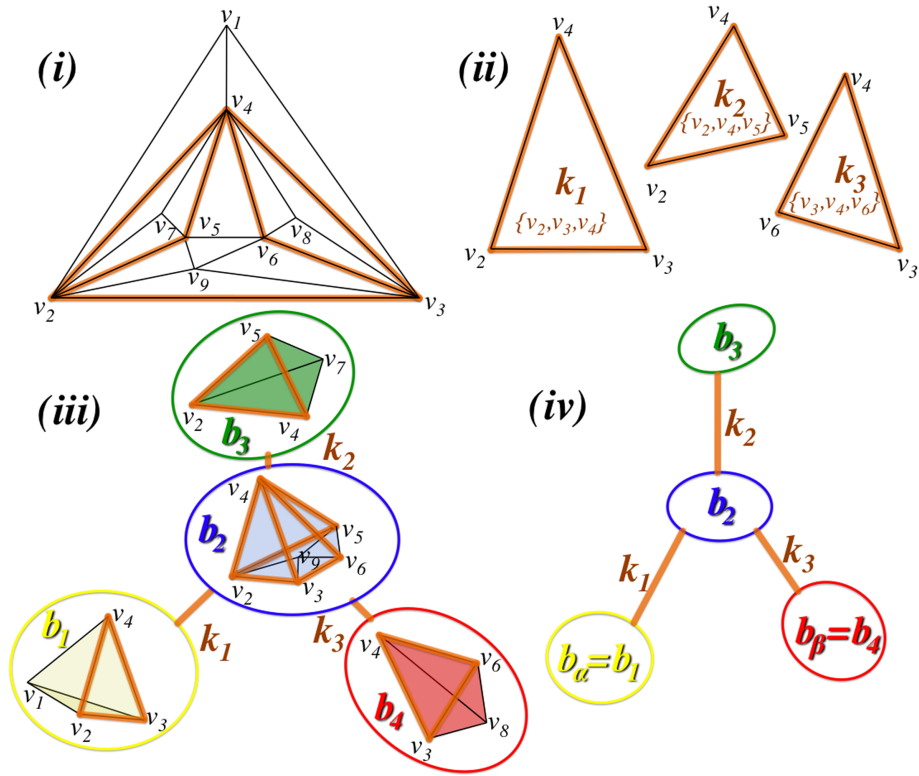 (i)
v1
v4
v7
v5
v6
v8
v9
v2
v3
(ii)
v4
k1
{v2,v3,v4}
v2
v3
v4
k2
{v2,v4,v5}
v5
v2
v4
k3
{v3,v4,v6}
v6
v3
(iii)
v5
v7
v2
v4
b3
k2
v4
b2
v5
v9
v6
v2
v3
k1
k3
b1
v4
v1
v2
v3
v4
v6
b4
v8
v3
(iv)
b3
k2
b2
k1
k3
bα=b1
bβ=b4